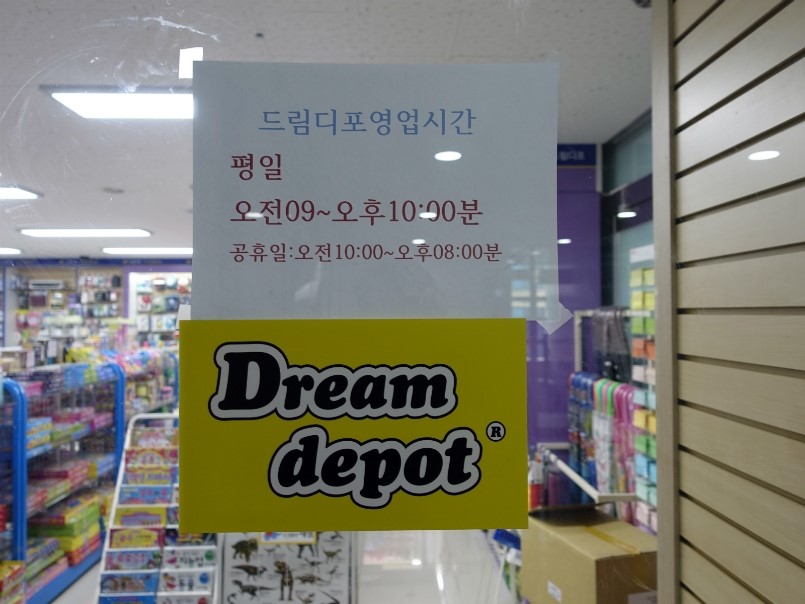 드림디포영업시간
평일
오전09~오후10:00분
공휴일:오전10:00~오후08:00분
Dream
depot®